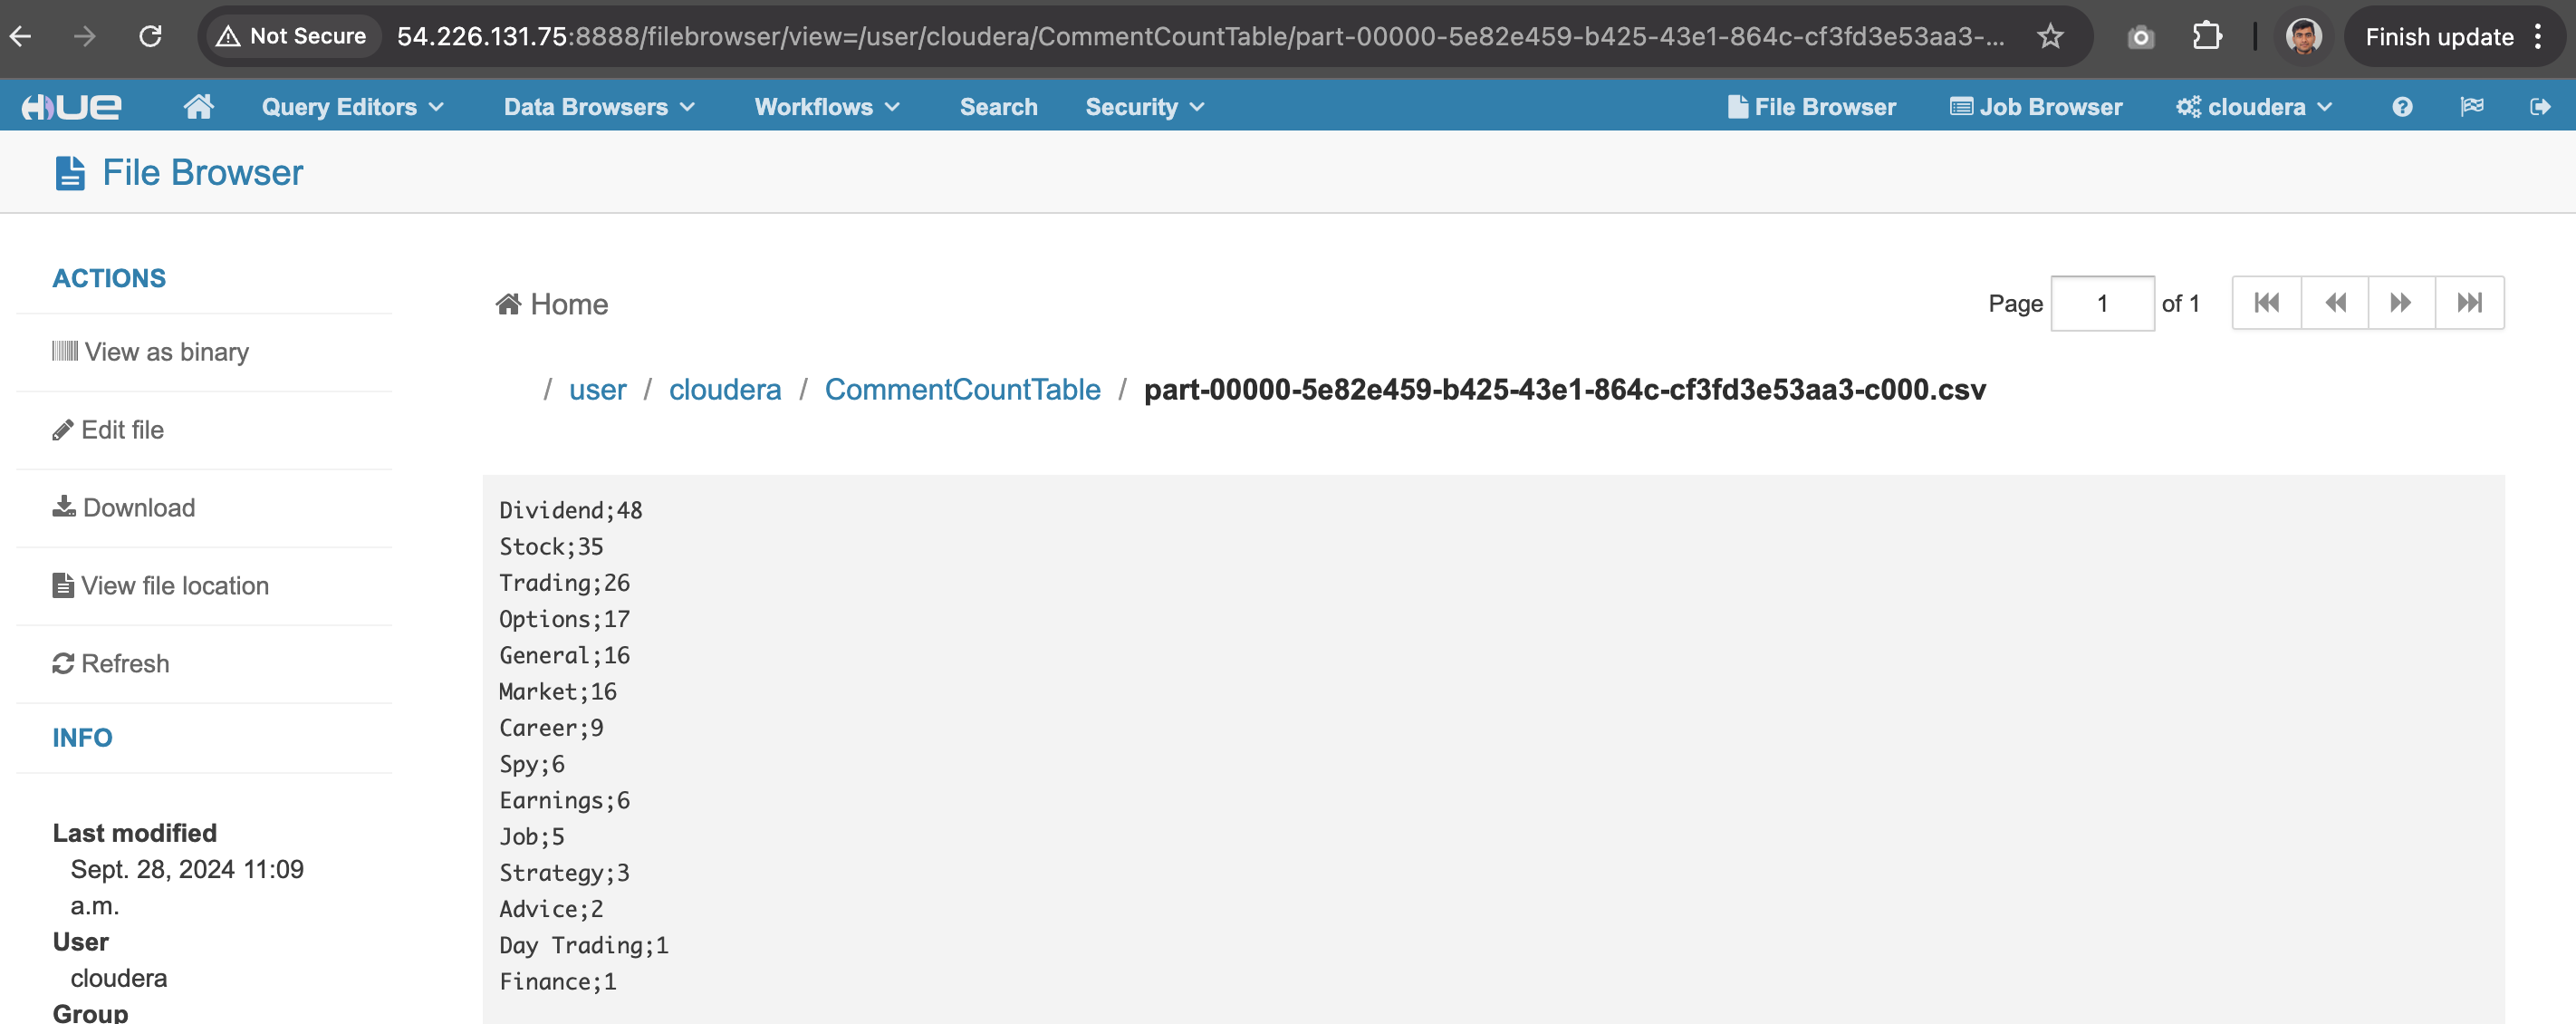 Not Secure 54.226.131.75:8888/filebrowser/view=/user/cloudera/CommentCountTable/part-00000-5e82e459-b425-43e1-864c-cf3fd3e53aa3-... Finish update
HUE Query Editors Data Browsers Workflows Search Security File Browser Job Browser cloudera
File Browser
ACTIONS
View as binary
Edit file
Download
View file location
Refresh
INFO
Last modified
Sept. 28, 2024 11:09
a.m.
User
cloudera
Group
Home
Page 1 of 1
/ user / cloudera / CommentCountTable / part-00000-5e82e459-b425-43e1-864c-cf3fd3e53aa3-c000.csv
Dividend;48
Stock;35
Trading;26
Options;17
General;16
Market;16
Career;9
Spy;6
Earnings;6
Job;5
Strategy;3
Advice;2
Day Trading;1
Finance;1